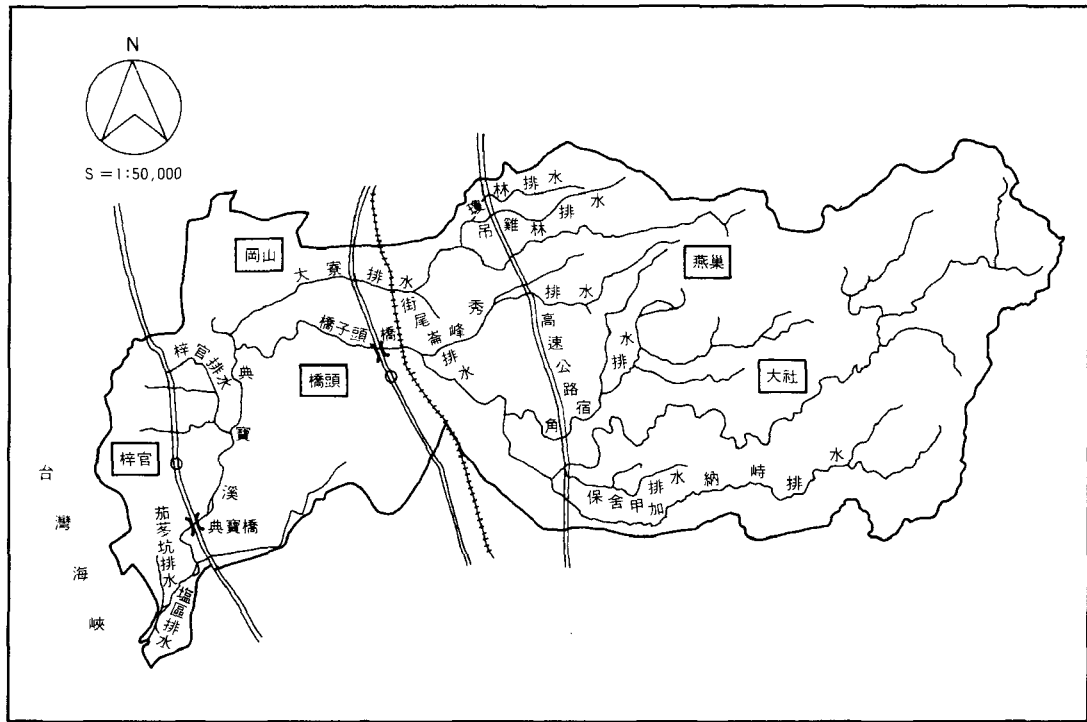 N
S = 1:50,000
瓊林排水
吊雞林排水
岡山
燕巢
大寮排水
街尾崙排水
秀峰排水
高速公路
橋子頭橋
橋頭
梓官排水
典寶溪
角宿排水
大社
梓官
保舍甲排水
加納峙排水
典寶橋
茄苳坑排水
塩區排水
台灣海峽